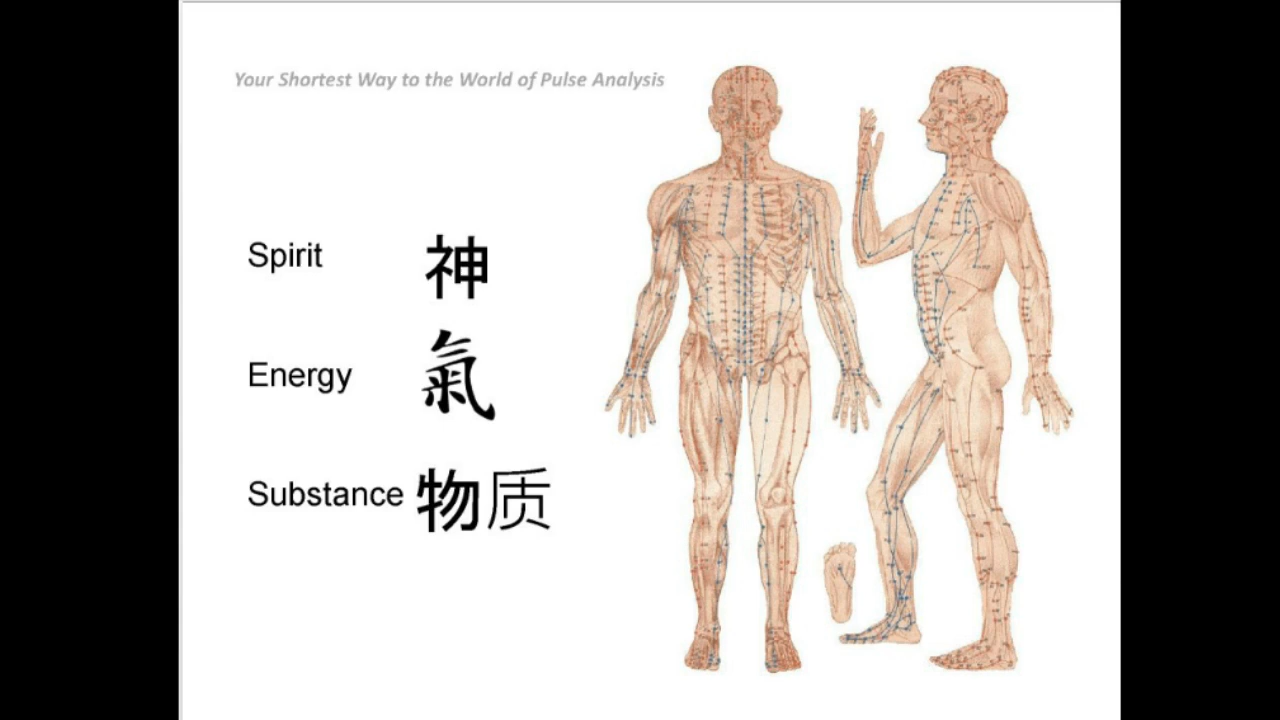 Your Shortest Way to the World of Pulse Analysis
Spirit 神
Energy 氣
Substance 物质